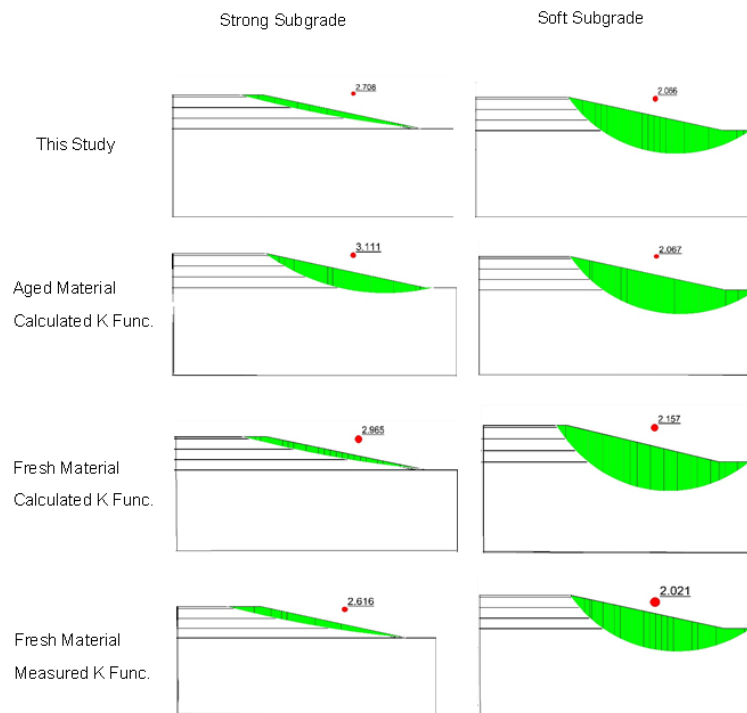 Strong Subgrade
Soft Subgrade
This Study
2.708
2.056
Aged Material
Calculated K Func.
3.111
2.067
Fresh Material
Calculated K Func.
2.965
2.157
Fresh Material
Measured K Func.
2.616
2.021